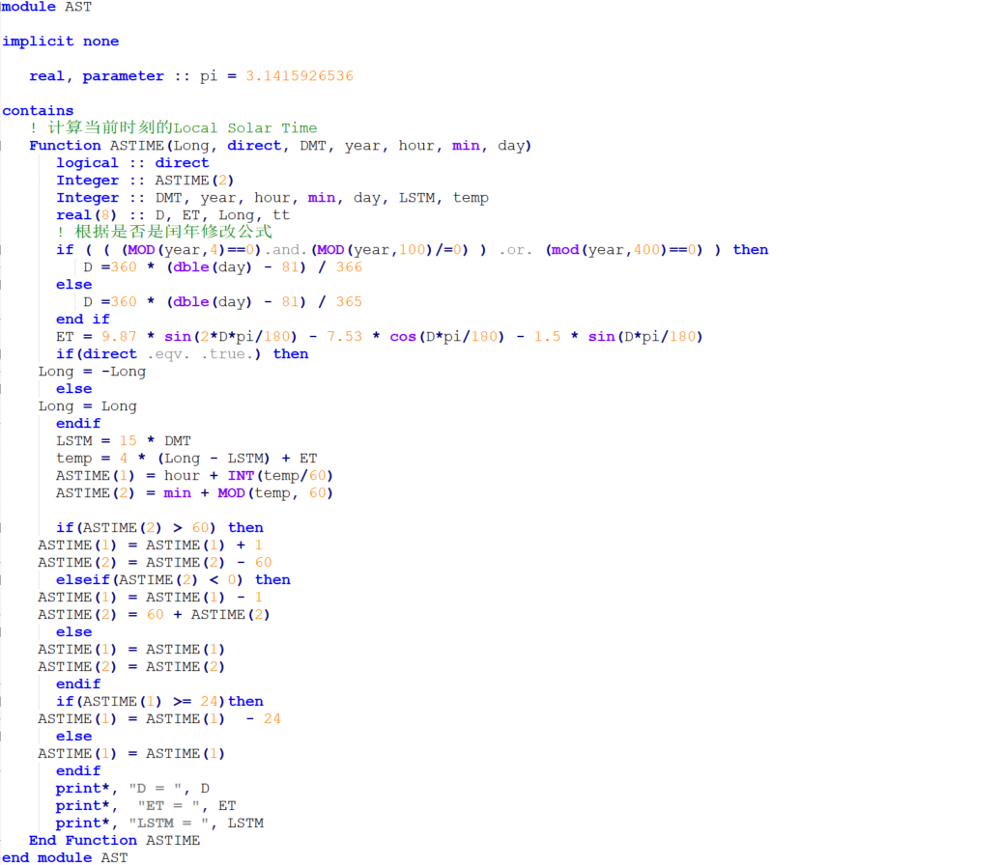 module AST
implicit none
real, parameter :: pi = 3.1415926536
contains
! 计算当前时刻的Local Solar Time
Function ASTIME(Long, direct, DMT, year, hour, min, day)
logical :: direct
Integer :: ASTIME(2)
Integer :: DMT, year, hour, min, day, LSTM, temp
real(8) :: D, ET, Long, tt
! 根据是否是闰年修改公式
if ( ( (MOD(year,4)==0).and.(MOD(year,100)/=0) ) .or. (mod(year,400)==0) ) then
D =360 * (dble(day) - 81) / 366
else
D =360 * (dble(day) - 81) / 365
end if
ET = 9.87 * sin(2*D*pi/180) - 7.53 * cos(D*pi/180) - 1.5 * sin(D*pi/180)
if(direct .eqv. .true.) then
Long = -Long
else
Long = Long
endif
LSTM = 15 * DMT
temp = 4 * (Long - LSTM) + ET
ASTIME(1) = hour + INT(temp/60)
ASTIME(2) = min + MOD(temp, 60)
if(ASTIME(2) > 60) then
ASTIME(1) = ASTIME(1) + 1
ASTIME(2) = ASTIME(2) - 60
elseif(ASTIME(2) < 0) then
ASTIME(1) = ASTIME(1) - 1
ASTIME(2) = 60 + ASTIME(2)
else
ASTIME(1) = ASTIME(1)
ASTIME(2) = ASTIME(2)
endif
if(ASTIME(1) >= 24)then
ASTIME(1) = ASTIME(1)  - 24
else
ASTIME(1) = ASTIME(1)
endif
print*, "D = ", D
print*,  "ET = ", ET
print*, "LSTM = ", LSTM
End Function ASTIME
end module AST